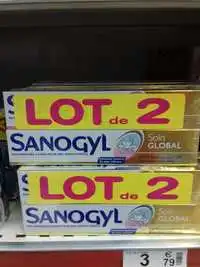 LOT de 2
SANOGYL
Soin
GLOBAL
LOT de 2
SANOGYL
Soin
GLOBAL
3 €
79